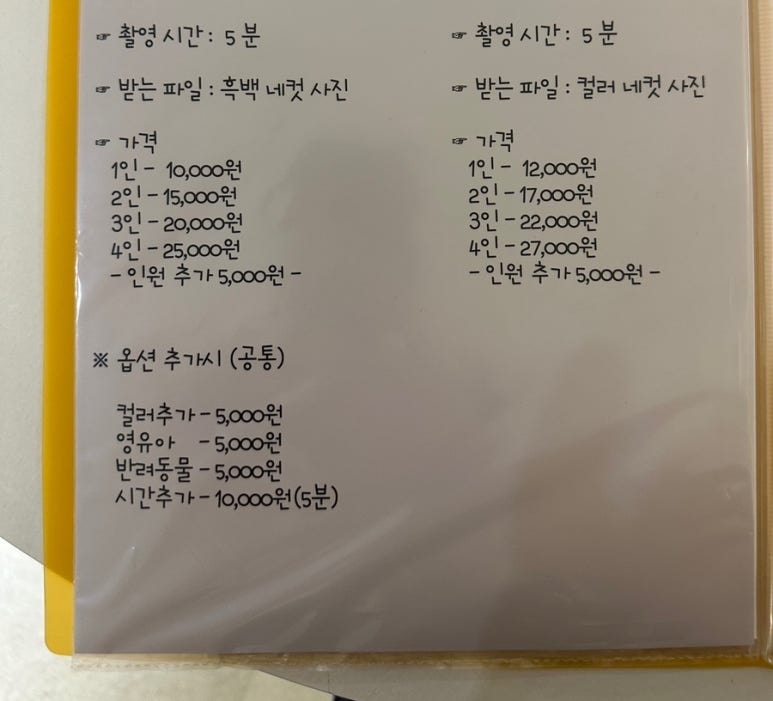 ☞ 촬영 시간 : 5 분
☞ 받는 파일 : 흑백 네컷 사진
☞ 가격
1인 - 10,000원
2인 - 15,000원
3인 - 20,000원
4인 - 25,000원
- 인원 추가 5,000원 -
☞ 촬영 시간 : 5 분
☞ 받는 파일 : 컬러 네컷 사진
☞ 가격
1인 - 12,000원
2인 - 17,000원
3인 - 22,000원
4인 - 27,000원
- 인원 추가 5,000원 -
※ 옵션 추가시 (공통)
컬러추가 - 5,000원
영유아 - 5,000원
반려동물 - 5,000원
시간추가 - 10,000원(5분)